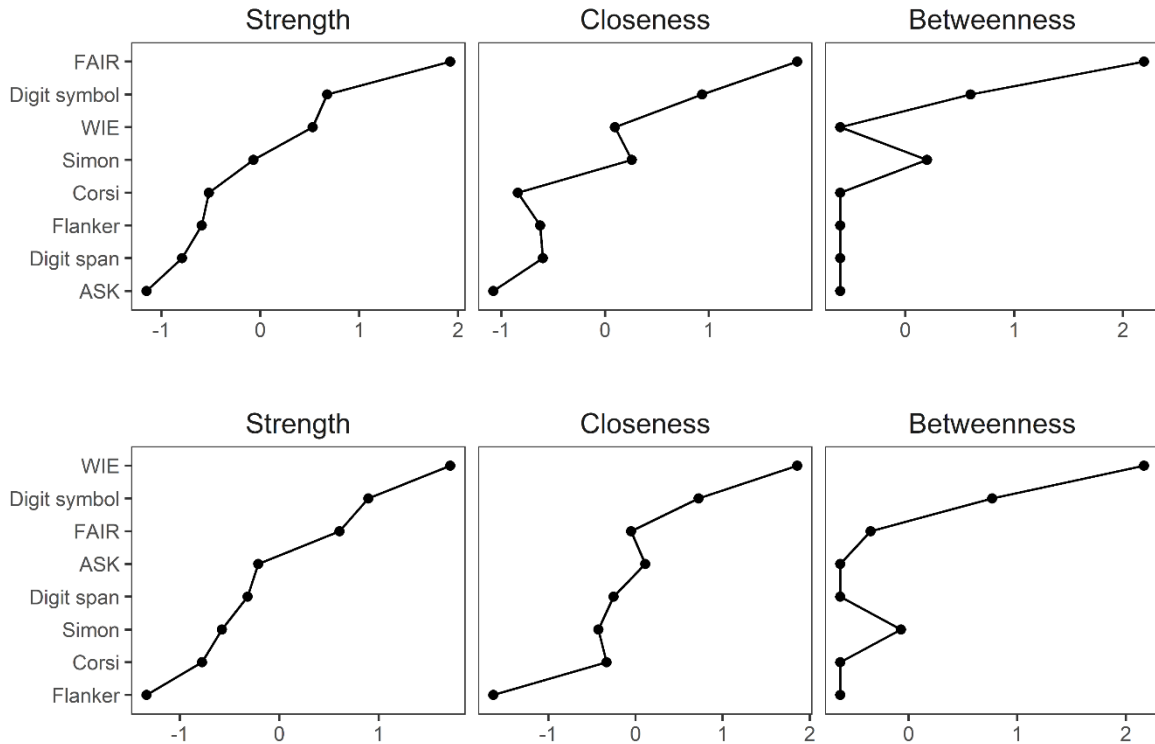 Strength Closeness Betweenness
FAIR
Digit symbol
WIE
Simon
Corsi
Flanker
Digit span
ASK
-1 0 1 2 -1 0 1 0 1 2
Strength Closeness Betweenness
WIE
Digit symbol
FAIR
ASK
Digit span
Simon
Corsi
Flanker
-1 0 1 -1 0 1 2 0 1 2